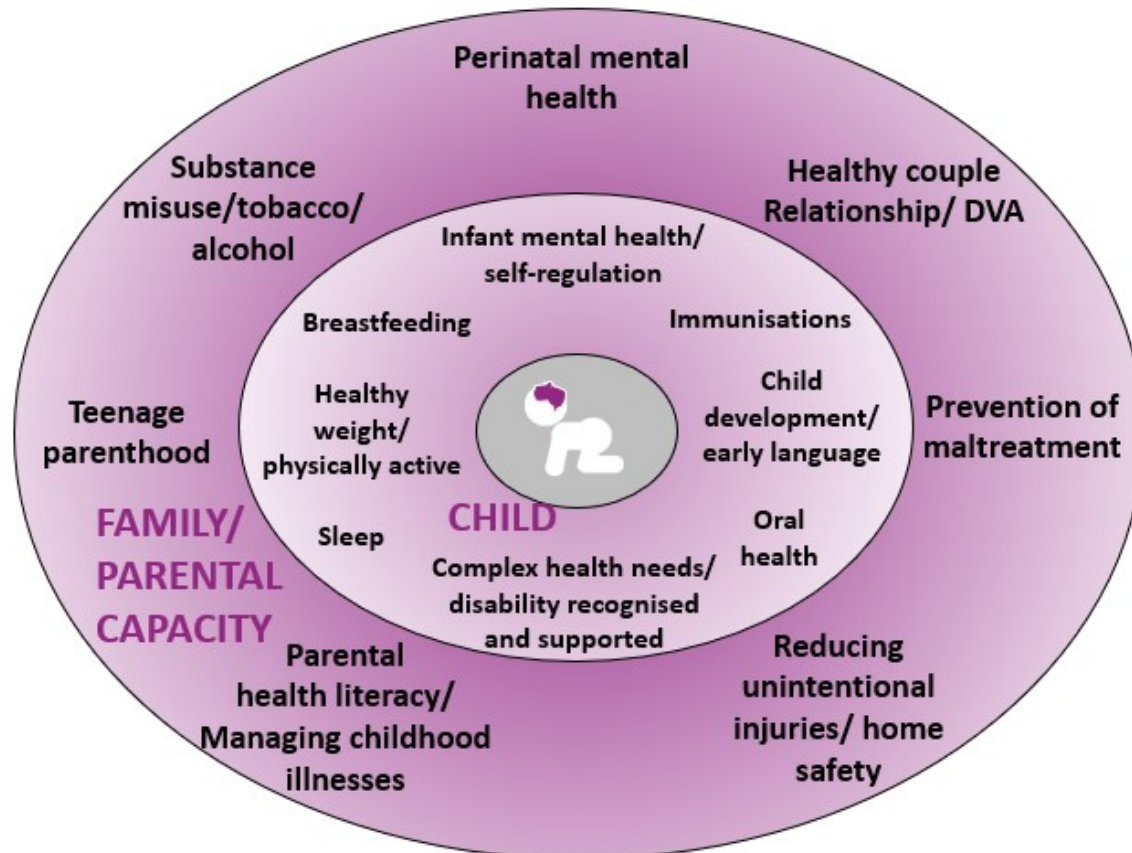 Perinatal mental
health
Substance
misuse/tobacco/
alcohol
Healthy couple
Relationship/ DVA
Infant mental health/
self-regulation
Breastfeeding
Immunisations
Healthy
weight/
physically active
Child
development/
early language
Teenage
parenthood
Prevention of
maltreatment
FAMILY/
PARENTAL
CAPACITY
CHILD
Sleep
Oral
health
Complex health needs/
disability recognised
and supported
Parental
health literacy/
Managing childhood
illnesses
Reducing
unintentional
injuries/ home
safety